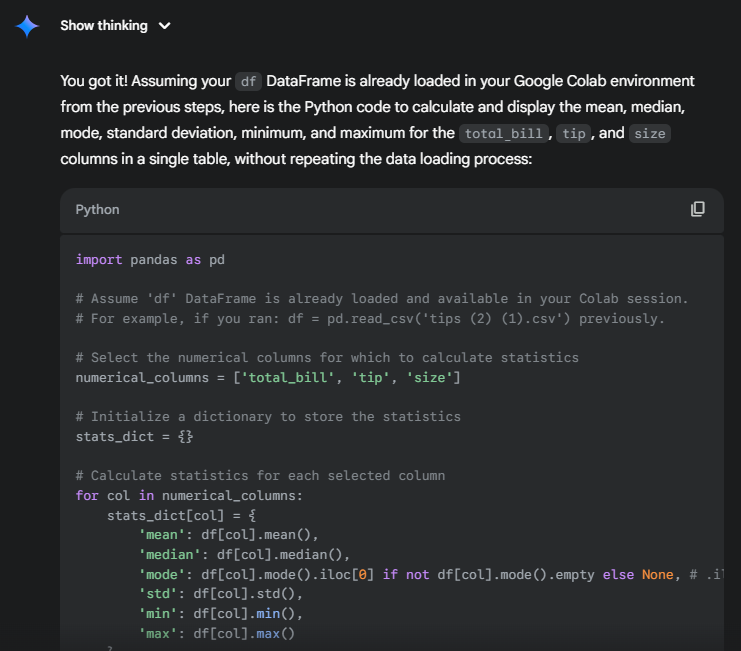 Show thinking
You got it! Assuming your df DataFrame is already loaded in your Google Colab environment
from the previous steps, here is the Python code to calculate and display the mean, median,
mode, standard deviation, minimum, and maximum for the total_bill, tip, and size
columns in a single table, without repeating the data loading process:
Python
import pandas as pd
# Assume 'df' DataFrame is already loaded and available in your Colab session.
# For example, if you ran: df = pd.read_csv('tips (2) (1).csv') previously.
# Select the numerical columns for which to calculate statistics
numerical_columns = ['total_bill', 'tip', 'size']
# Initialize a dictionary to store the statistics
stats_dict = {}
# Calculate statistics for each selected column
for col in numerical_columns:
    stats_dict[col] = {
        'mean': df[col].mean(),
        'median': df[col].median(),
        'mode': df[col].mode().iloc[0] if not df[col].mode().empty else None, #
        'std': df[col].std(),
        'min': df[col].min(),
        'max': df[col].max()